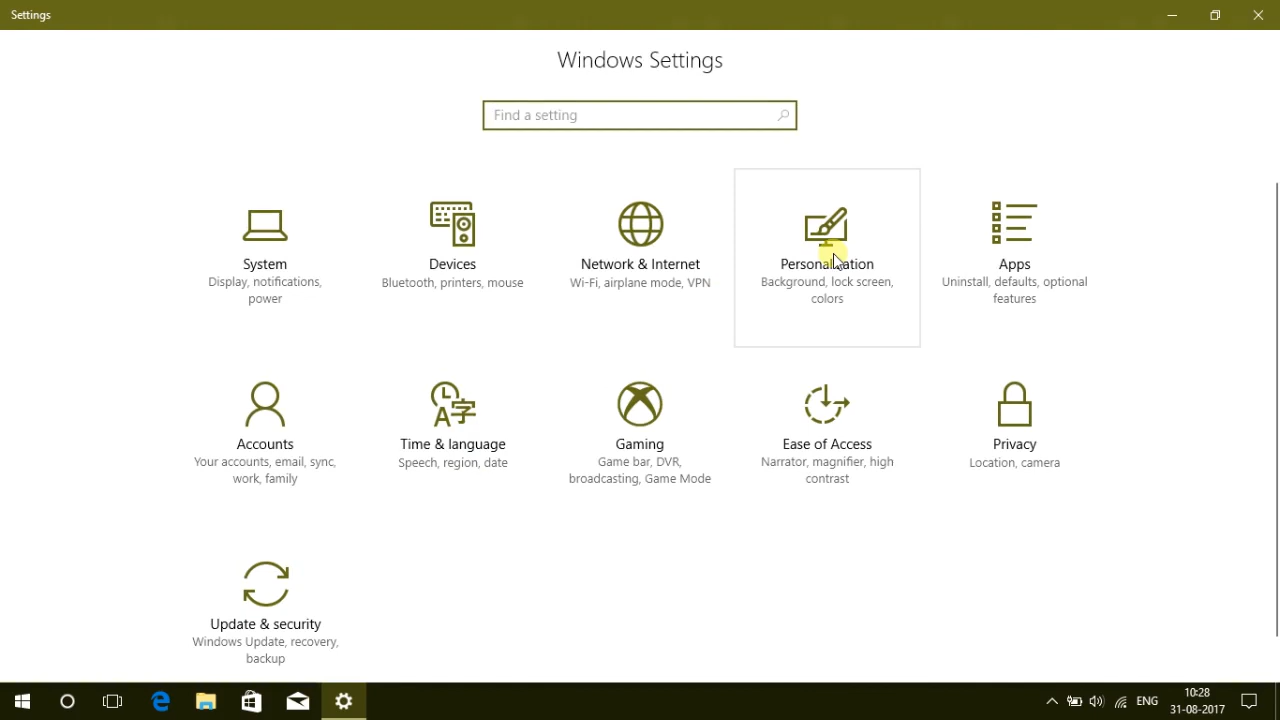 Settings
Windows Settings
Find a setting
System
Display, notifications,
power
Devices
Bluetooth, printers, mouse
Network & Internet
Wi-Fi, airplane mode, VPN
Personalization
Background, lock screen,
colors
Apps
Uninstall, defaults, optional
features
Accounts
Your accounts, email, sync,
work, family
Time & language
Speech, region, date
Gaming
Game bar, DVR,
broadcasting, Game Mode
Ease of Access
Narrator, magnifier, high
contrast
Privacy
Location, camera
Update & security
Windows Update, recovery,
backup
ENG
10:28
31-08-2017